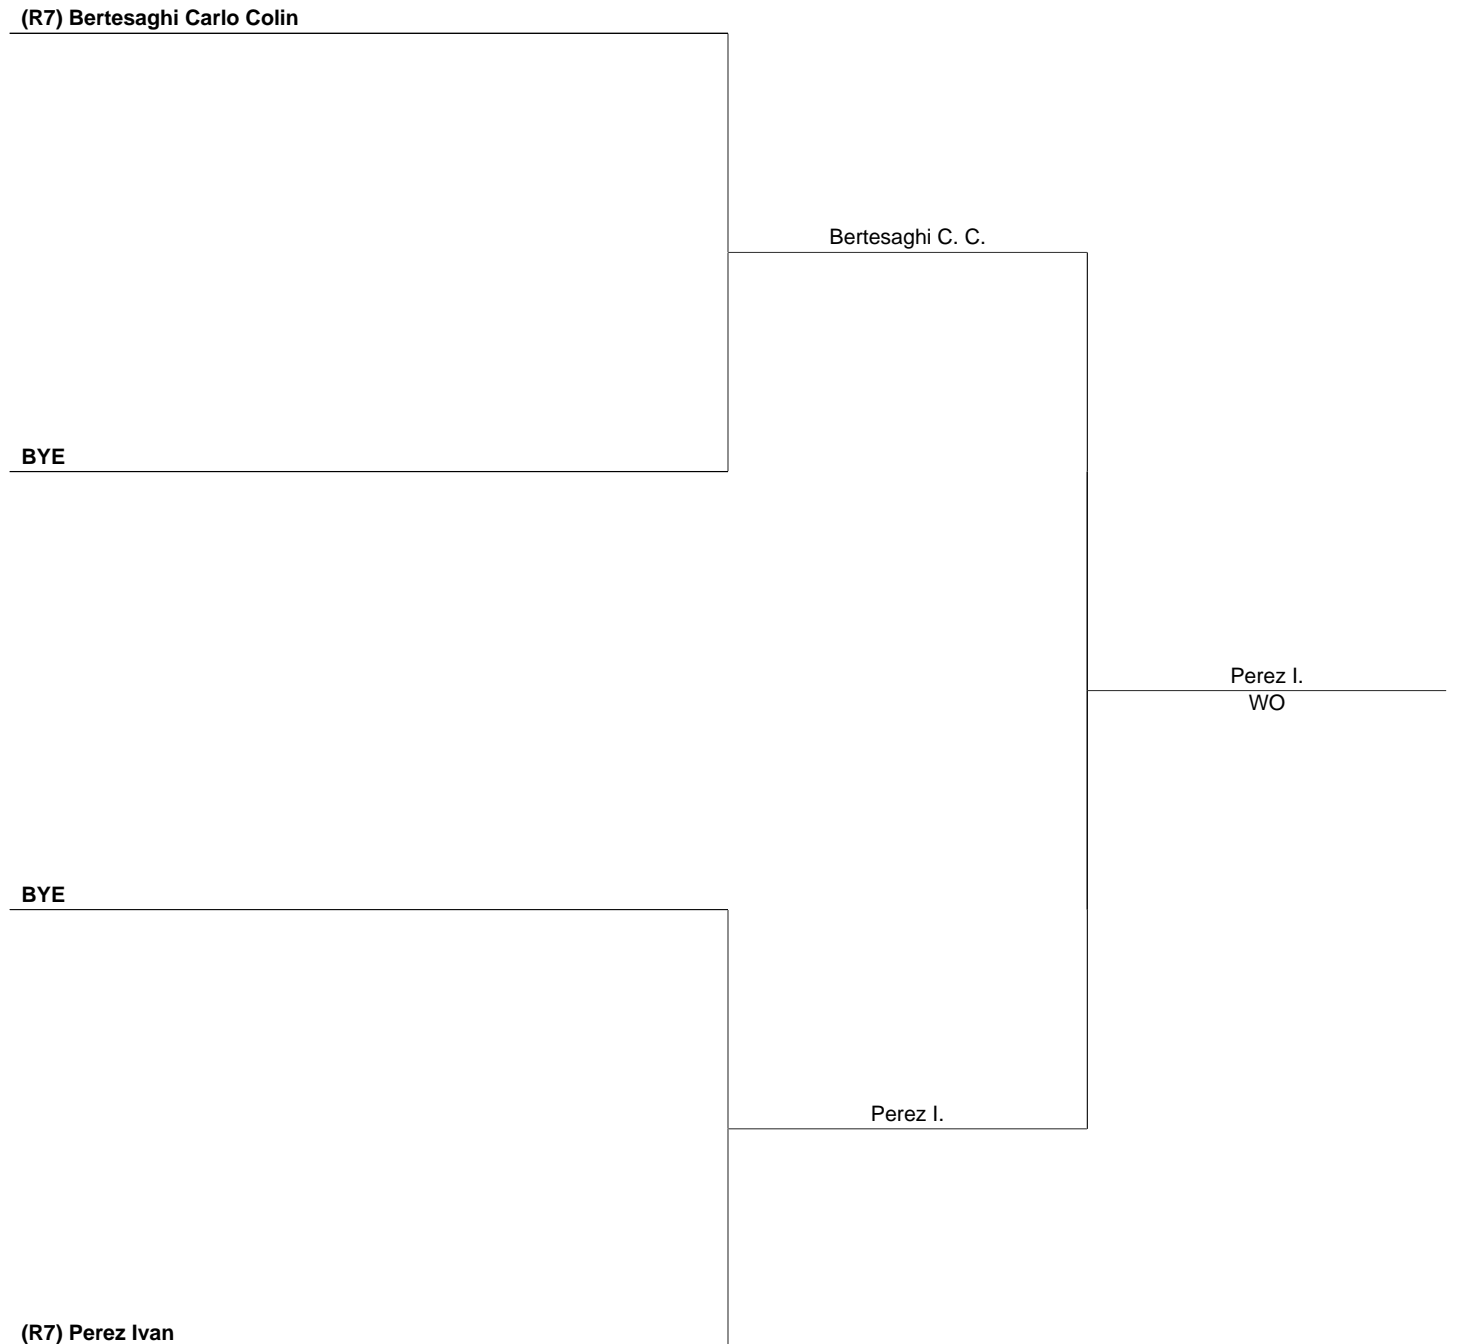 (R7) Bertesaghi Carlo Colin
Bertesaghi C. C.
BYE
Perez I.
WO
BYE
Perez I.
(R7) Perez Ivan